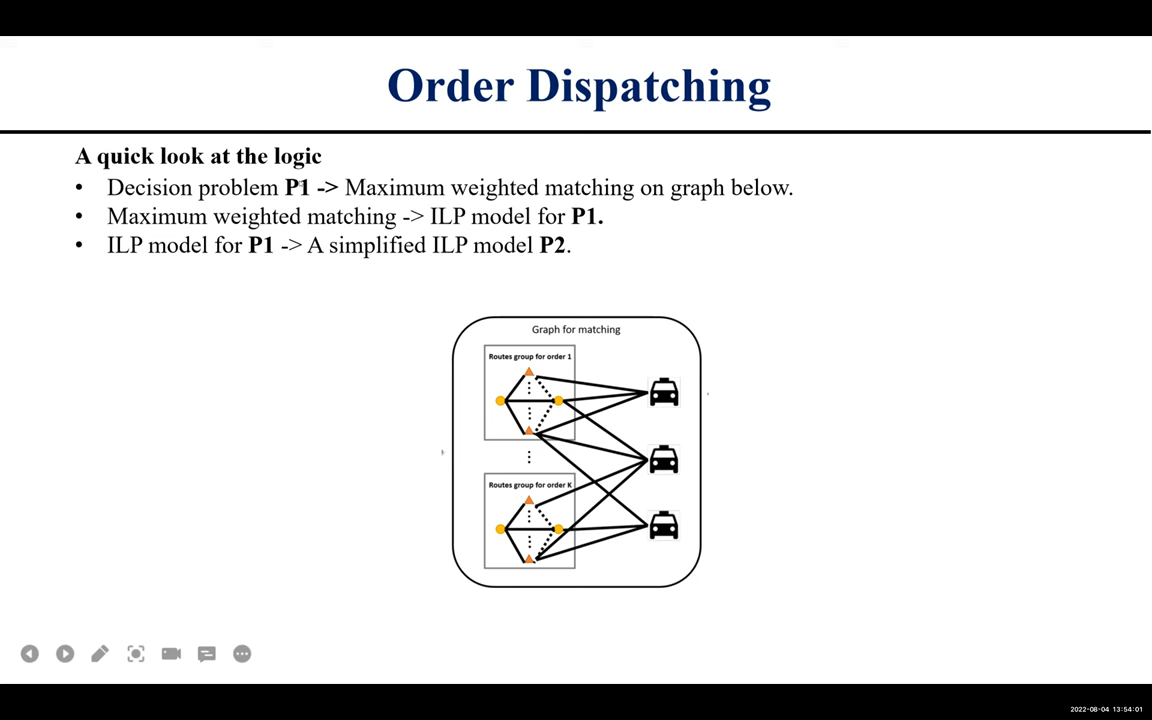 Order Dispatching
A quick look at the logic
• Decision problem P1 -> Maximum weighted matching on graph below.
• Maximum weighted matching -> ILP model for P1.
• ILP model for P1 -> A simplified ILP model P2.
Graph for matching
Routes group for order 1
Routes group for order K
2022-08-04 13:54:01